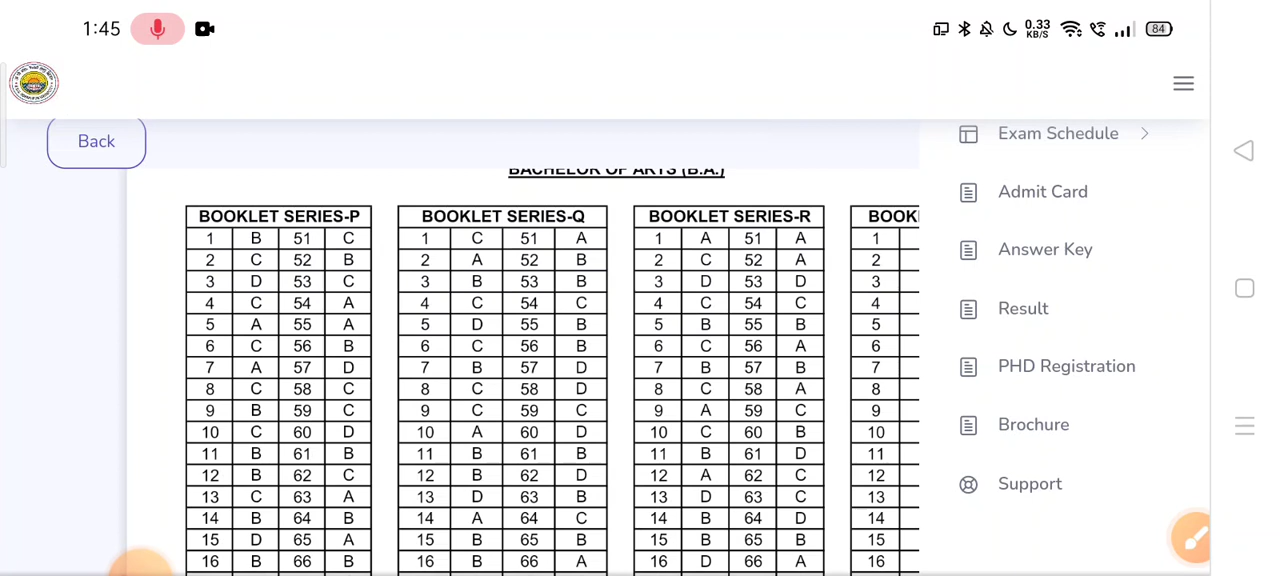 1:45 0.33 KB/S 84
Back
Exam Schedule
Admit Card
Answer Key
Result
PHD Registration
Brochure
Support
BACHELOR OF ARTS (B.A.)
BOOKLET SERIES-P BOOKLET SERIES-Q BOOKLET SERIES-R BOOK
1 B 51 C 1 C 51 A 1 A 51 A 1
2 C 52 B 2 A 52 B 2 C 52 A 2
3 D 53 C 3 B 53 B 3 D 53 D 3
4 C 54 A 4 C 54 C 4 C 54 C 4
5 A 55 A 5 D 55 B 5 B 55 B 5
6 C 56 B 6 C 56 B 6 C 56 A 6
7 A 57 D 7 B 57 D 7 B 57 B 7
8 C 58 C 8 C 58 D 8 C 58 A 8
9 B 59 C 9 C 59 C 9 A 59 C 9
10 C 60 D 10 A 60 D 10 C 60 B 10
11 B 61 B 11 B 61 B 11 B 61 D 11
12 B 62 C 12 B 62 D 12 A 62 C 12
13 C 63 A 13 D 63 B 13 D 63 C 13
14 B 64 B 14 A 64 C 14 B 64 D 14
15 D 65 A 15 B 65 B 15 B 65 B 15
16 B 66 B 16 B 66 A 16 D 66 A 16